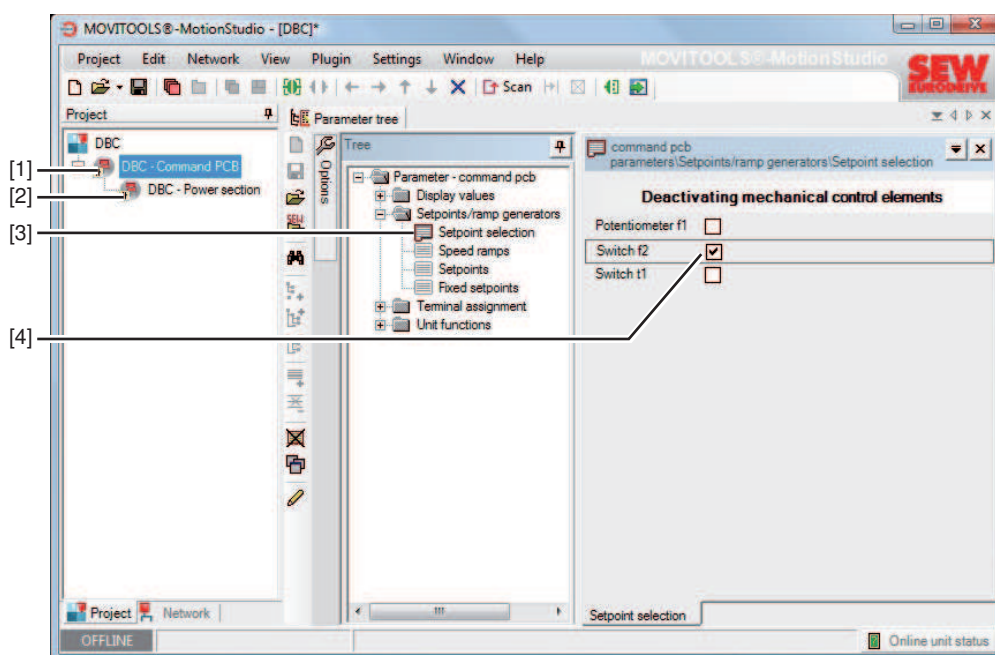 MOVITOOLS®-MotionStudio - [DBC]*
Project Edit Network View Plugin Settings Window Help
MOVITOOLS®-MotionStudio
SEW
EURODRIVE
Scan
Project
Parameter tree
DBC
[1]
DBC - Command PCB
[2]
DBC - Power section
Options
SEW
Tree
Parameter - command pcb
Display values
Setpoints/ramp generators
[3]
Setpoint selection
Speed ramps
Setpoints
Fixed setpoints
Terminal assignment
Unit functions
[4]
command pcb
parameters\Setpoints/ramp generators\Setpoint selection
Deactivating mechanical control elements
Potentiometer f1
Switch f2
Switch t1
Project Network
Setpoint selection
OFFLINE
Online unit status